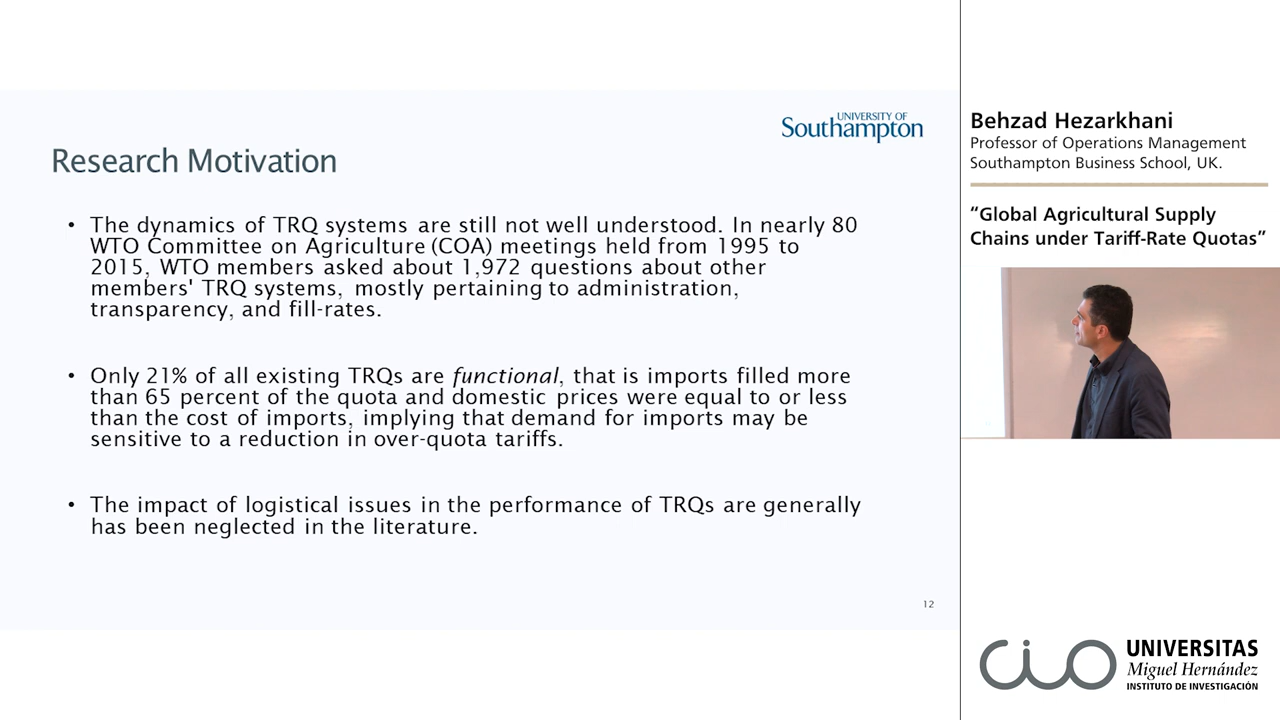 UNIVERSITY OF
Southampton
Research Motivation
• The dynamics of TRQ systems are still not well understood. In nearly 80
WTO Committee on Agriculture (COA) meetings held from 1995 to
2015, WTO members asked about 1,972 questions about other
members' TRQ systems, mostly pertaining to administration,
transparency, and fill-rates.
• Only 21% of all existing TRQs are functional, that is imports filled more
than 65 percent of the quota and domestic prices were equal to or less
than the cost of imports, implying that demand for imports may be
sensitive to a reduction in over-quota tariffs.
• The impact of logistical issues in the performance of TRQs are generally
has been neglected in the literature.
12
Behzad Hezarkhani
Professor of Operations Management
Southampton Business School, UK.
“Global Agricultural Supply
Chains under Tariff-Rate Quotas”
cio
UNIVERSITAS
Miguel Hernández
INSTITUTO DE INVESTIGACIÓN